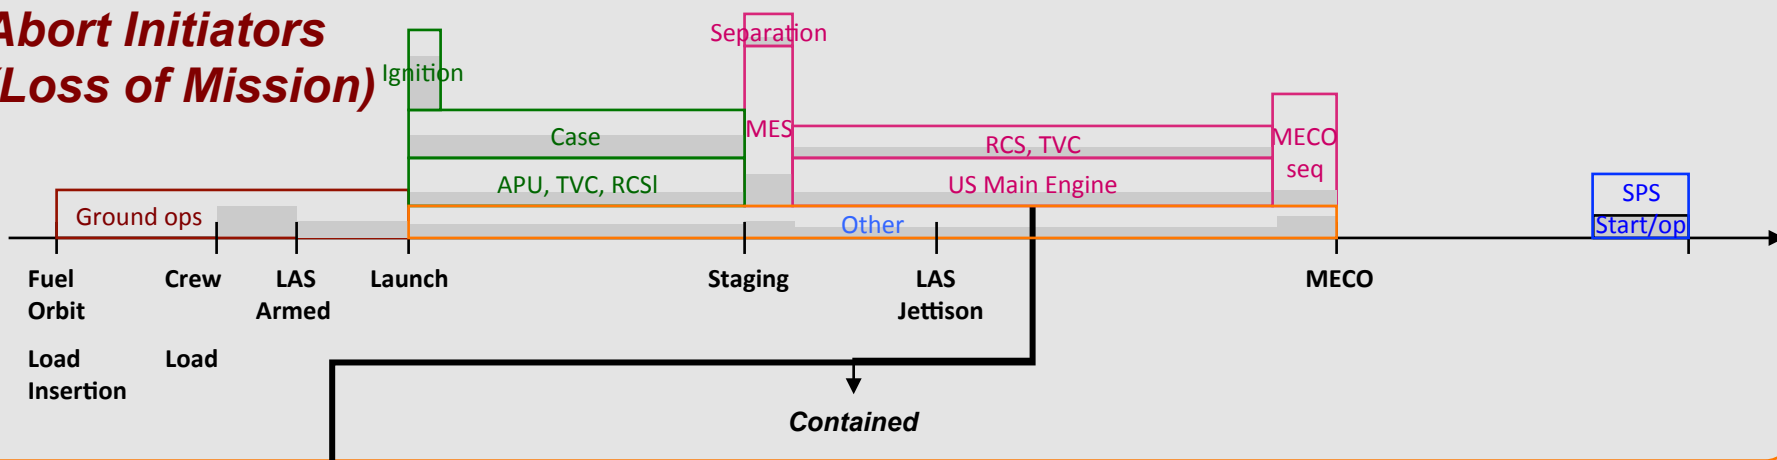 Abort Initiators
(Loss of Mission)
Ignition
Separation
Case
MES
RCS, TVC
MECO
seq
APU, TVC, RCSl
US Main Engine
SPS
Ground ops
Other
Start/op
Fuel Crew LAS Launch Staging LAS MECO
Orbit Armed Jettison
Load Load
Insertion
Contained